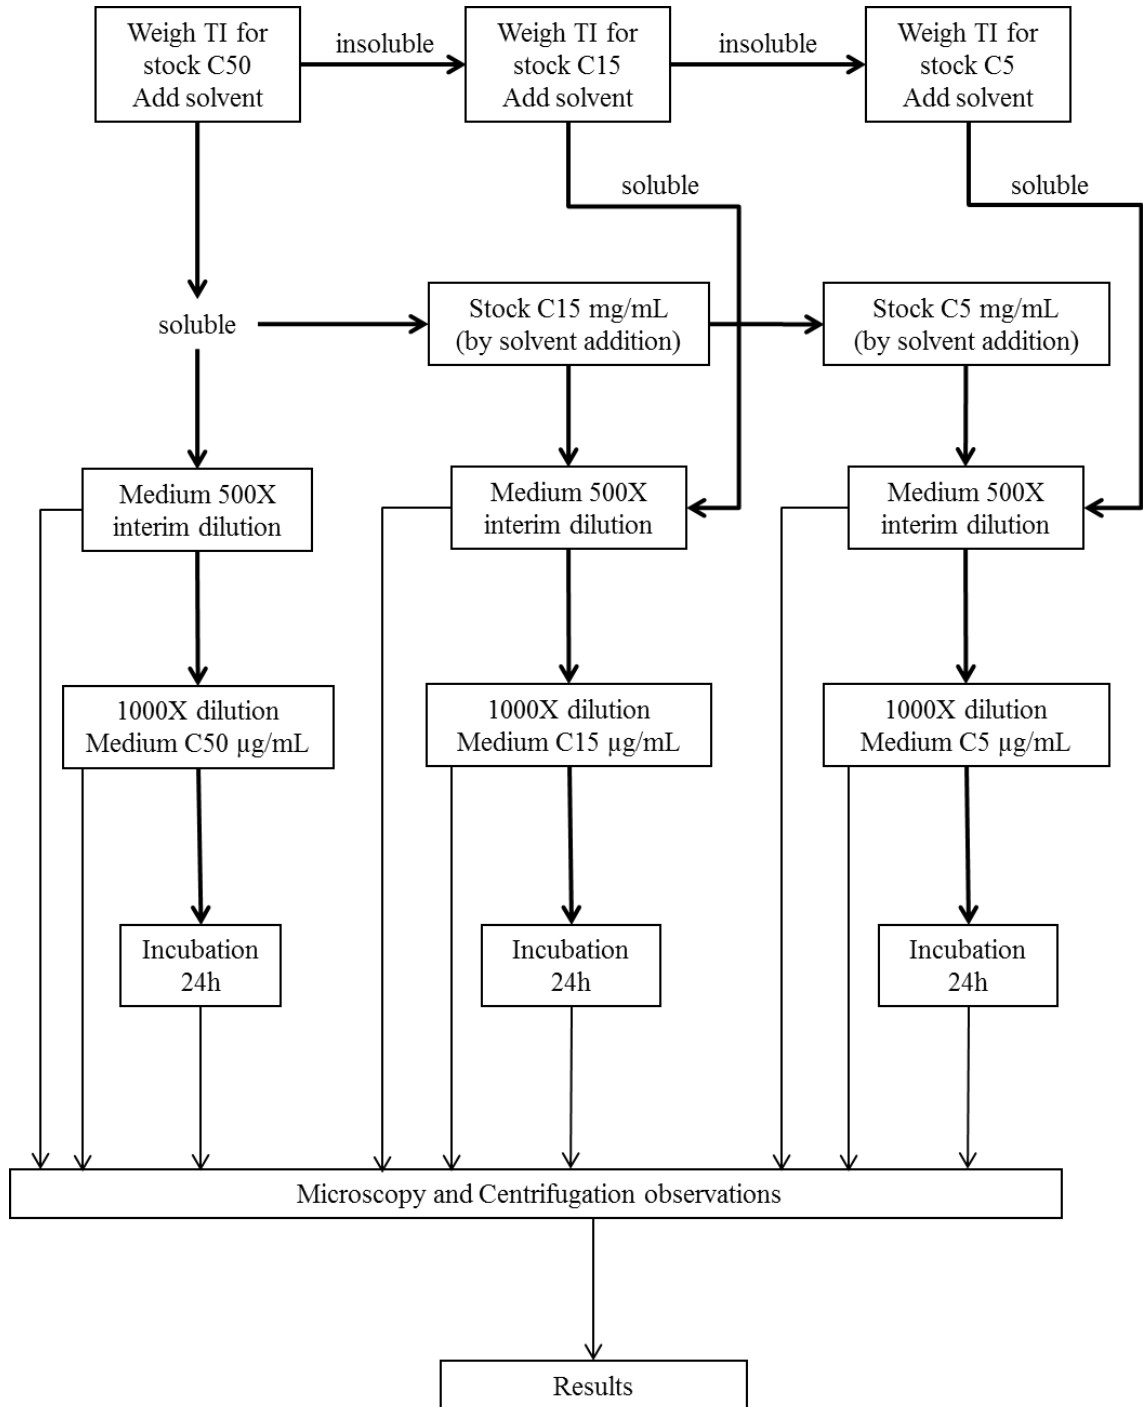 Weigh TI for
stock C50
Add solvent
insoluble
Weigh TI for
stock C15
Add solvent
insoluble
Weigh TI for
stock C5
Add solvent
soluble
soluble
soluble
Stock C15 mg/mL
(by solvent addition)
Stock C5 mg/mL
(by solvent addition)
Medium 500X
interim dilution
Medium 500X
interim dilution
Medium 500X
interim dilution
1000X dilution
Medium C50 µg/mL
1000X dilution
Medium C15 µg/mL
1000X dilution
Medium C5 µg/mL
Incubation
24h
Incubation
24h
Incubation
24h
Microscopy and Centrifugation observations
Results